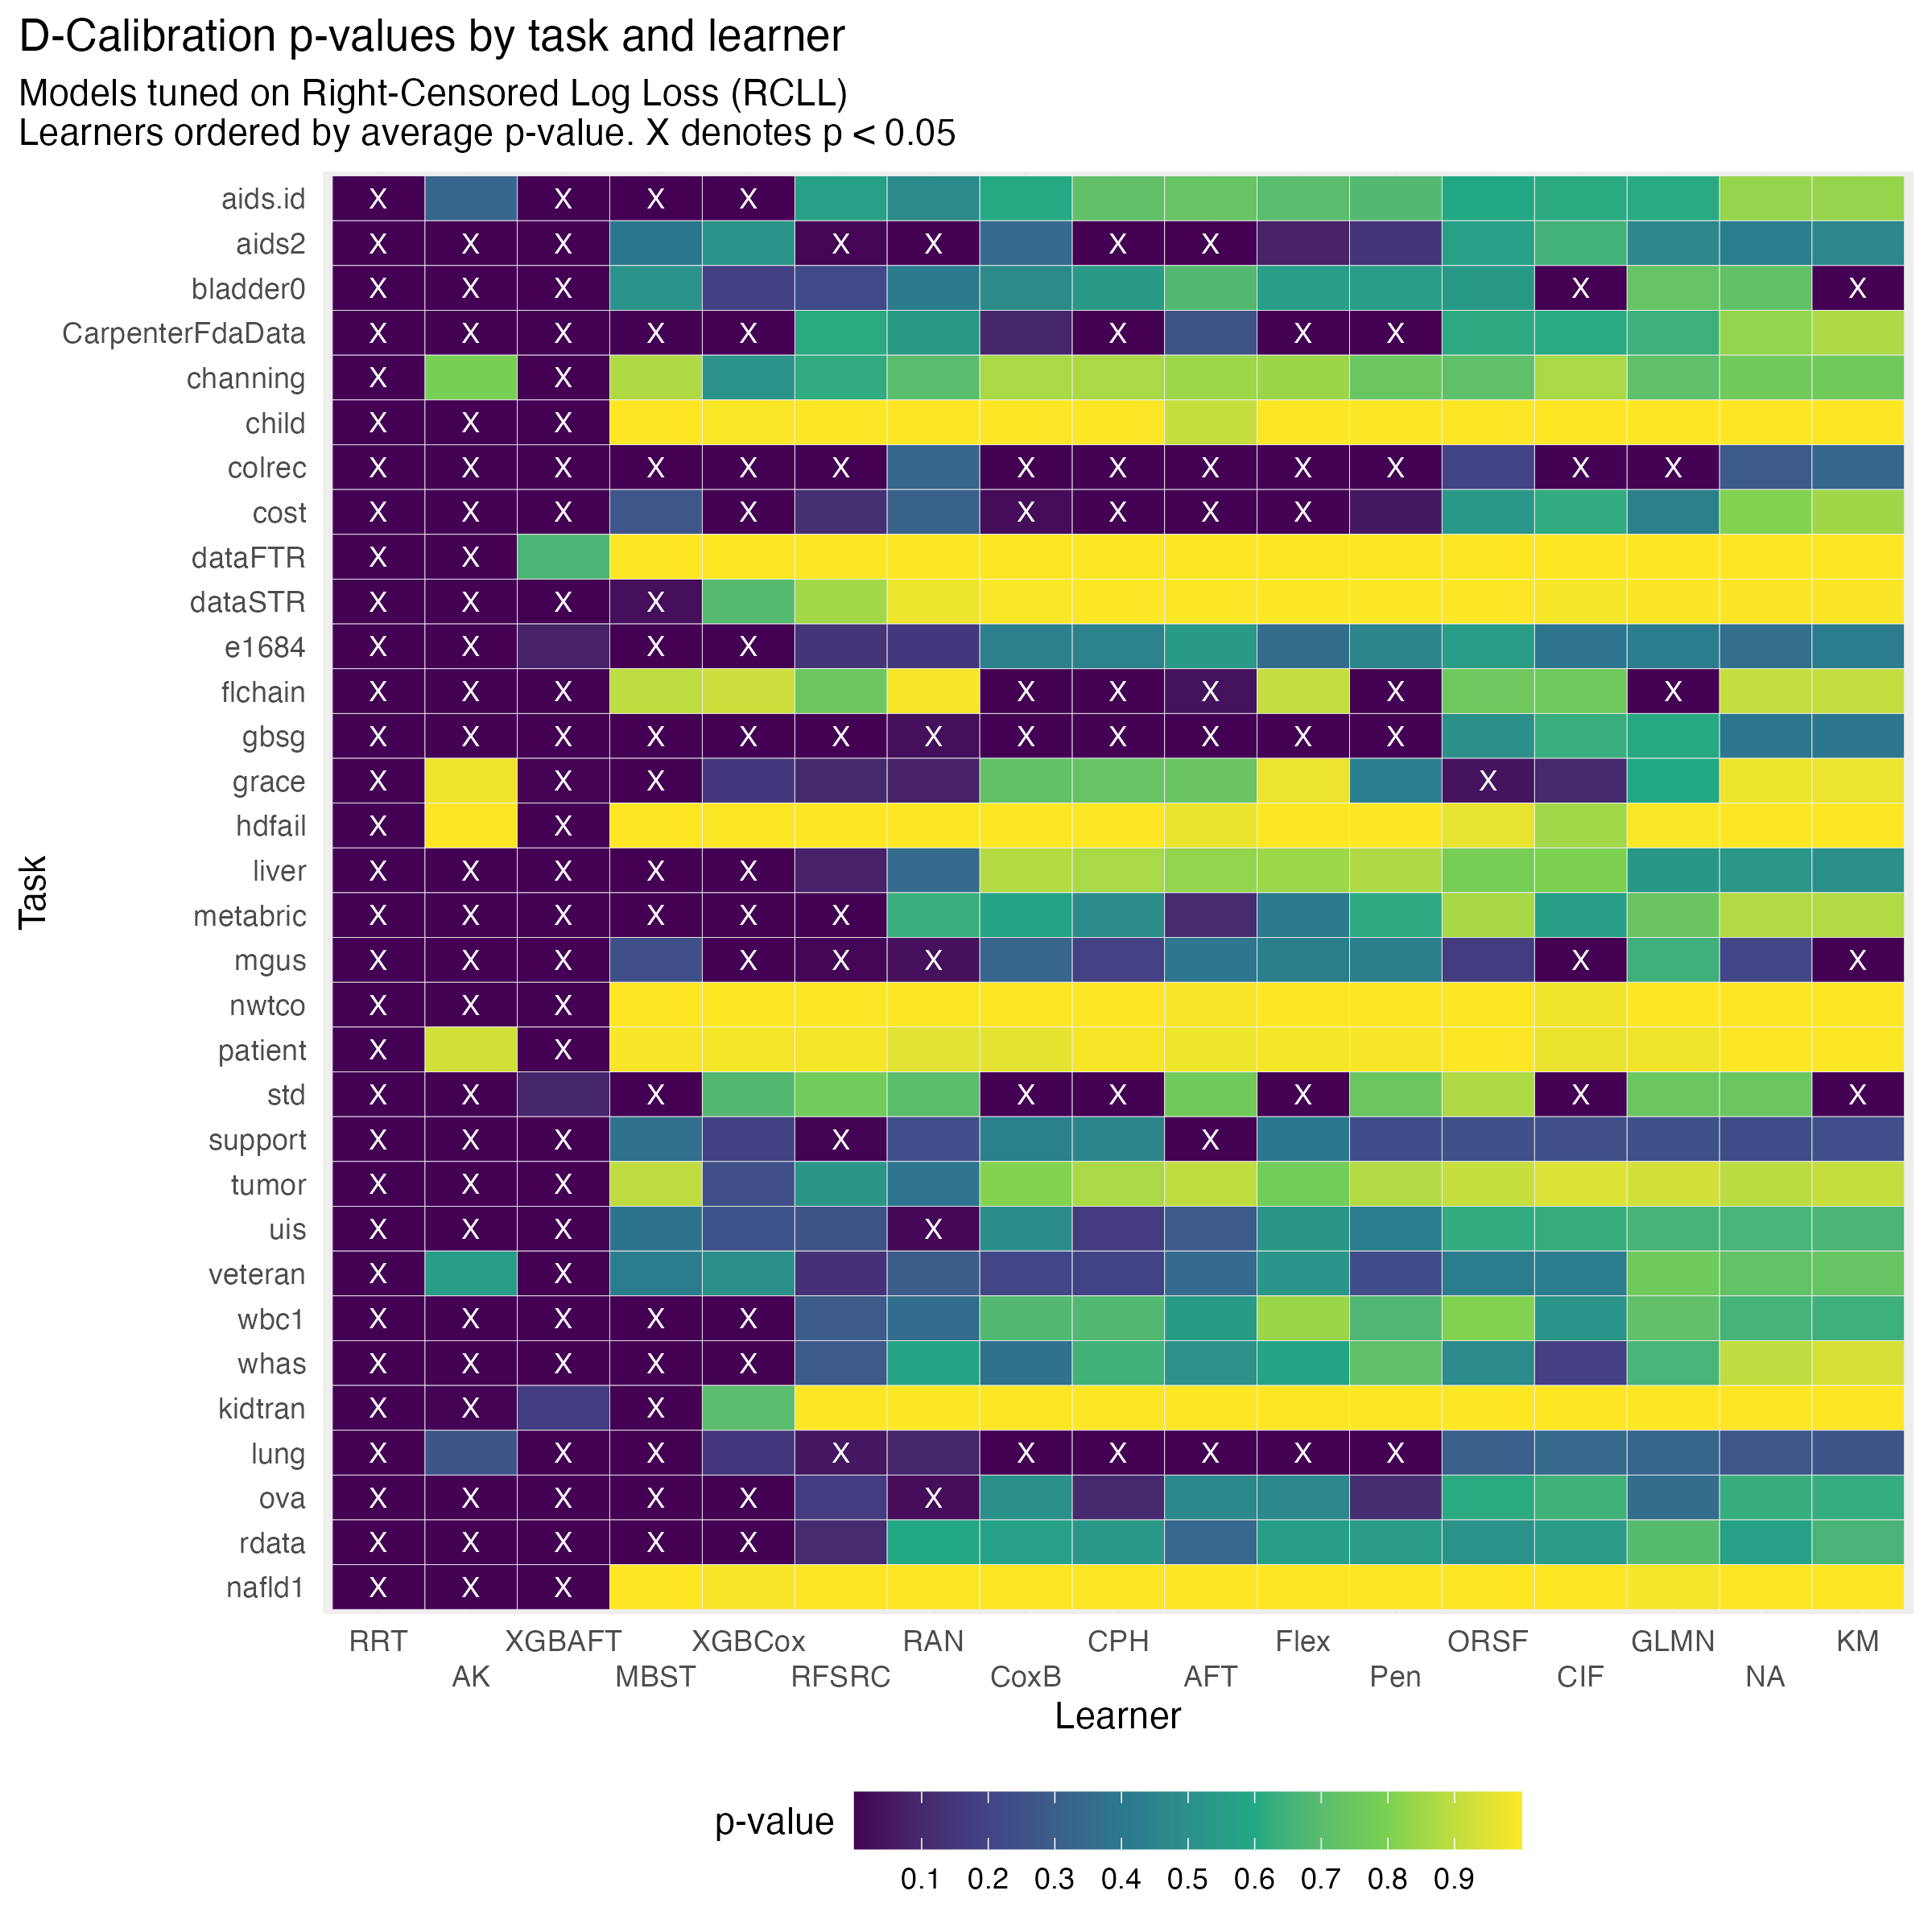 D-Calibration p-values by task and learner
Models tuned on Right-Censored Log Loss (RCLL)
Learners ordered by average p-value. X denotes p < 0.05
Task
aids.id X X X X
aids2 X X X X X X X
bladder0 X X X X X
CarpenterFdaData X X X X X X X X
channing X X
child X X X
colrec X X X X X X X X X X X X X
cost X X X X X X X X
dataFTR X X
dataSTR X X X X
e1684 X X X X
flchain X X X X X X X X
gbsg X X X X X X X X X X X X
grace X X X X
hdfail X X
liver X X X X X
metabric X X X X X X
mgus X X X X X X X X
nwtco X X X
patient X X
std X X X X X X X X
support X X X X X
tumor X X X
uis X X X X
veteran X X
wbc1 X X X X X
whas X X X X X
kidtran X X X
lung X X X X X X X X X
ova X X X X X X
rdata X X X X X
nafld1 X X X
RRT XGBAFT XGBCox RAN CPH Flex ORSF GLMN KM
AK MBST RFSRC CoxB AFT Pen CIF NA
Learner
p-value
0.1 0.2 0.3 0.4 0.5 0.6 0.7 0.8 0.9